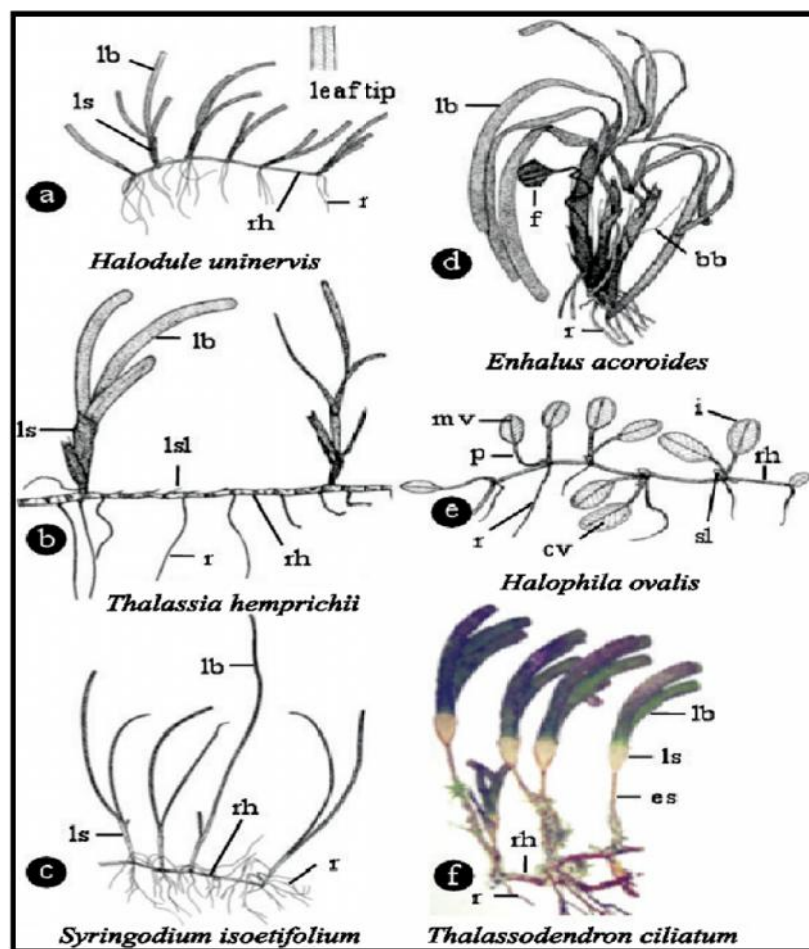 lb
ls
leaf tip
a
rh
r
Halodule uninervis
lb
ls
lsl
b
r
rh
Thalassia hemprichii
lb
ls
rh
r
c
Syringodium isoetifolium
lb
f
d
bb
r
Enhalus acoroides
mv
i
p
rh
e
r
cv
sl
Halophila ovalis
lb
ls
es
rh
f
r
Thalassodendron ciliatum